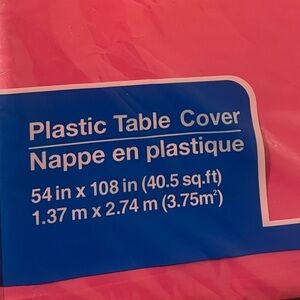 Plastic Table Cover
Nappe en plastique
54 in x 108 in (40.5 sq.ft)
1.37 m x 2.74 m (3.75m²)